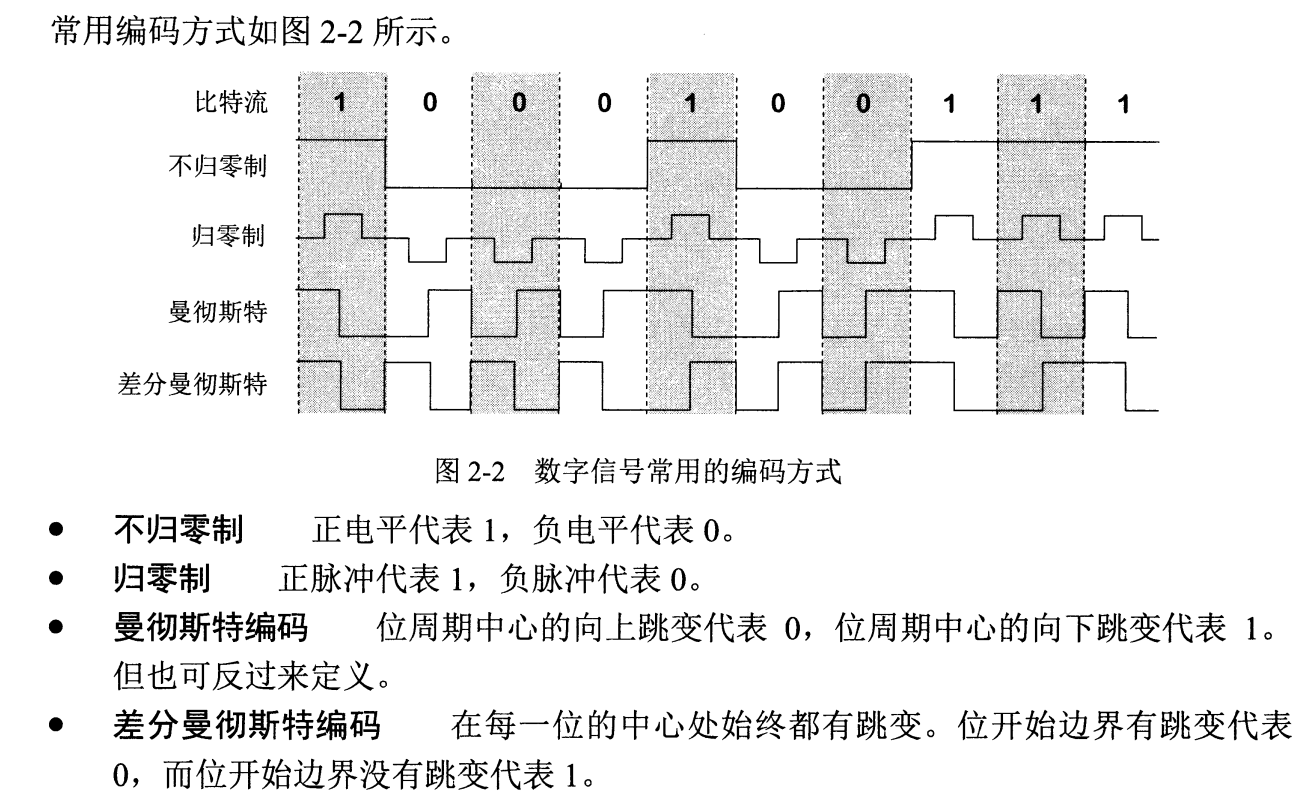 常用编码方式如图 2-2 所示。
比特流 1 0 0 0 1 0 0 1 1 1
不归零制
归零制
曼彻斯特
差分曼彻斯特
图 2-2 数字信号常用的编码方式
● 不归零制 正电平代表 1，负电平代表 0。
● 归零制 正脉冲代表 1，负脉冲代表 0。
● 曼彻斯特编码 位周期中心的向上跳变代表 0，位周期中心的向下跳变代表 1。
但也可反过来定义。
● 差分曼彻斯特编码 在每一位的中心处始终都有跳变。位开始边界有跳变代表
0，而位开始边界没有跳变代表 1。